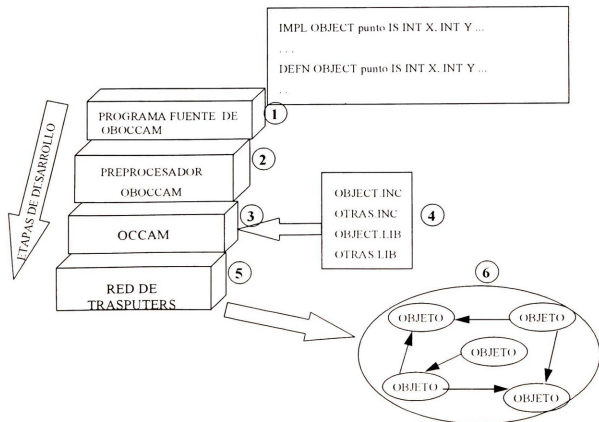 IMPL OBJECT punto IS INT X, INT Y ...
. . .
DEFN OBJECT punto IS INT X, INT Y ...
. .
ETAPAS DE DESARROLLO
PROGRAMA FUENTE DE
OBOCCAM
1
PREPROCESADOR
OBOCCAM
2
OCCAM
3
OBJECT.INC
OTRAS.INC
OBJECT.LIB
OTRAS.LIB
4
RED DE
TRASPUTERS
5
6
OBJETO
OBJETO
OBJETO
OBJETO
OBJETO